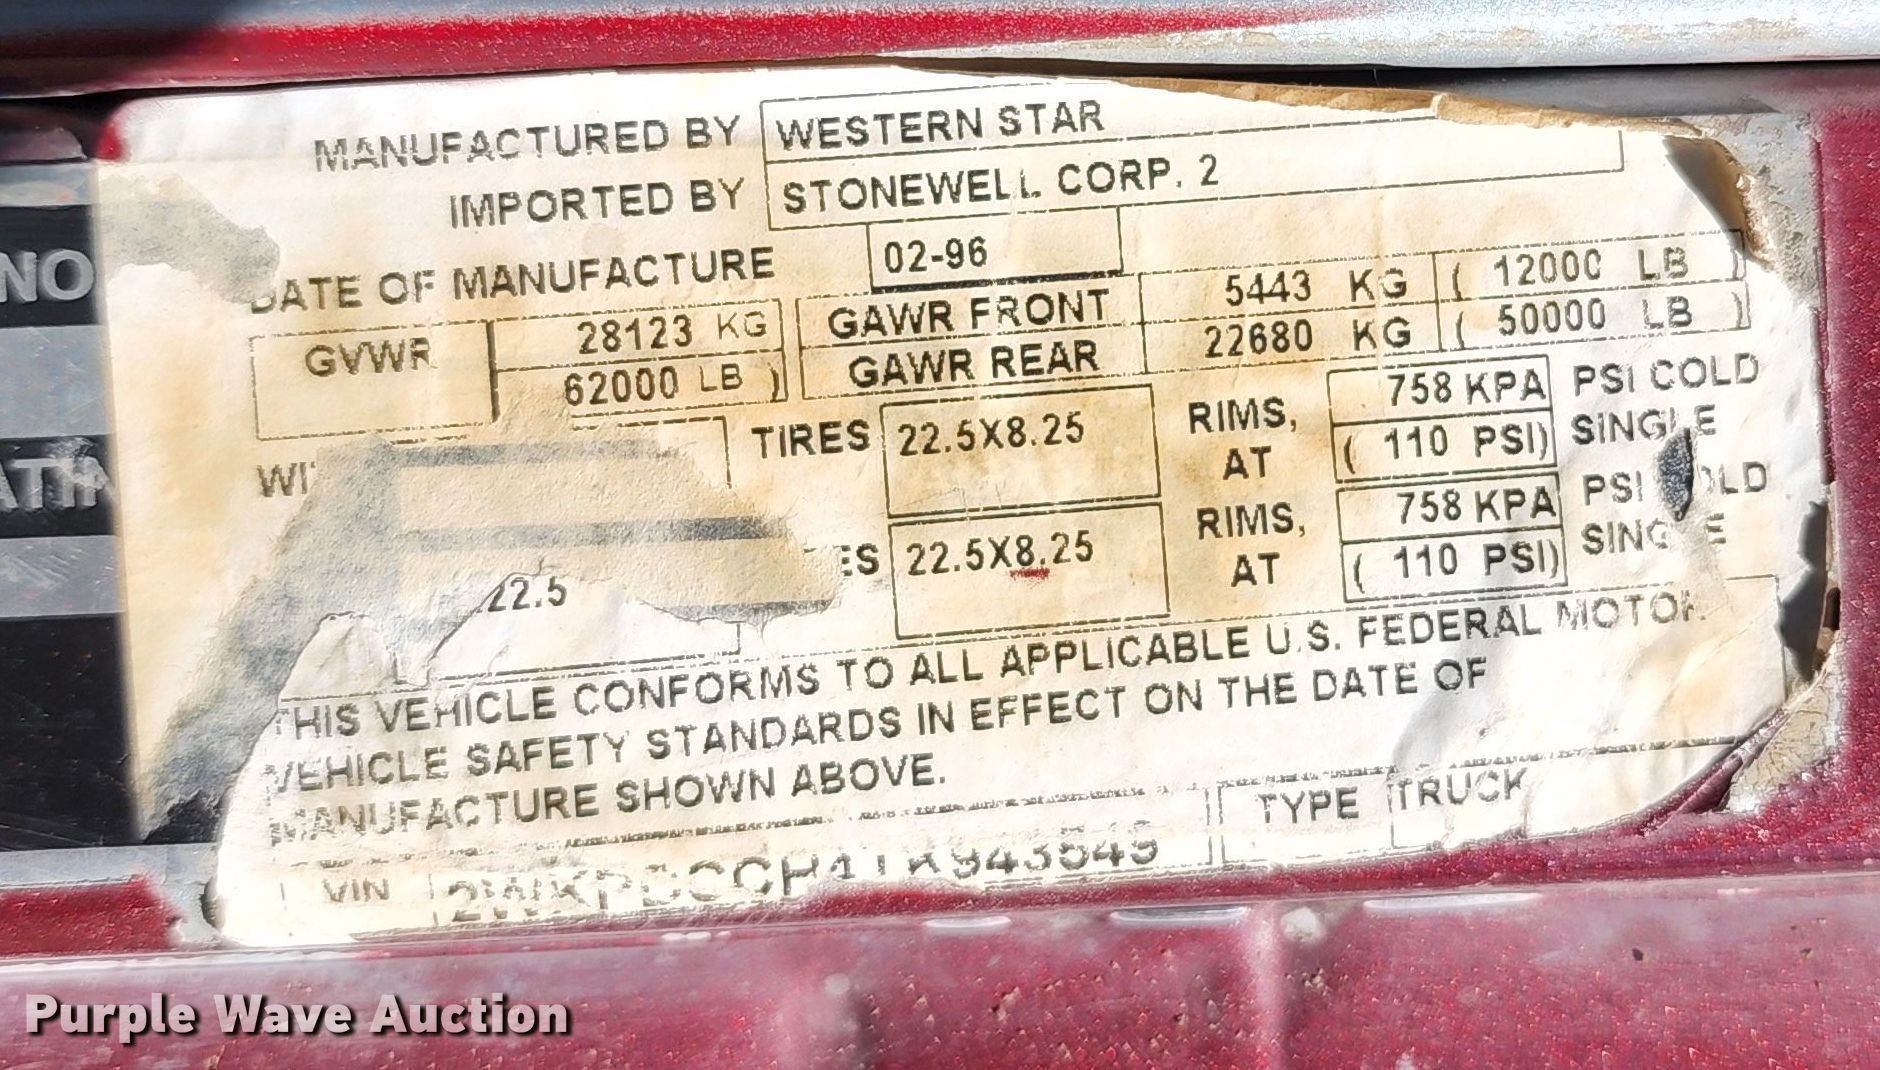 MANUFACTURED BY WESTERN STAR
IMPORTED BY STONEWELL CORP. 2
DATE OF MANUFACTURE 02-96
GVWR 28123 KG GAWR FRONT 5443 KG ( 12000 LB )
62000 LB ) GAWR REAR 22680 KG ( 50000 LB )
TIRES 22.5X8.25 RIMS, AT 758 KPA PSI COLD
( 110 PSI) SINGLE
22.5 22.5X8.25 RIMS, AT 758 KPA PSI
( 110 PSI)
THIS VEHICLE CONFORMS TO ALL APPLICABLE U.S. FEDERAL MOTOR
VEHICLE SAFETY STANDARDS IN EFFECT ON THE DATE OF
MANUFACTURE SHOWN ABOVE.
VIN TYPE TRUCK
Purple Wave Auction